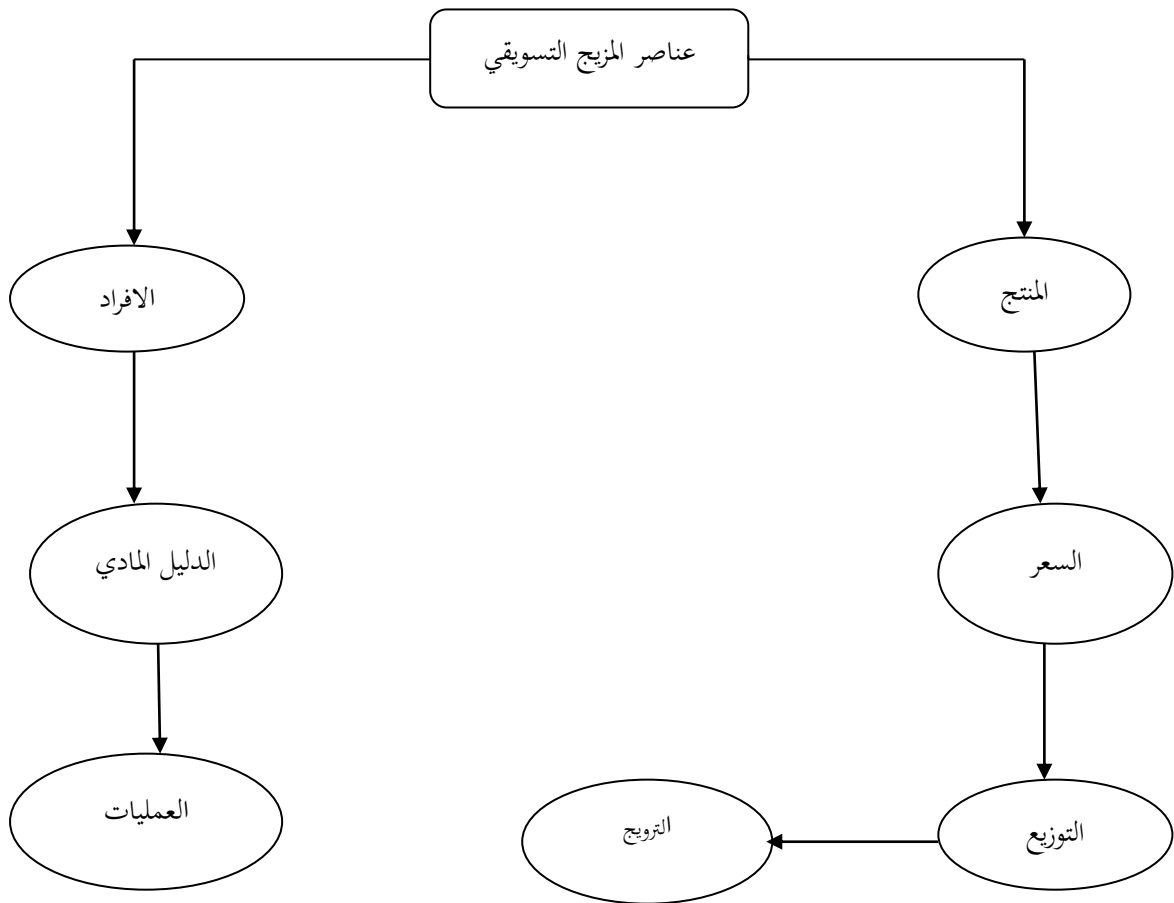 عناصر المزيج التسويقي
المنتج
الافراد
السعر
الدليل المادي
التوزيع
الترويج
العمليات